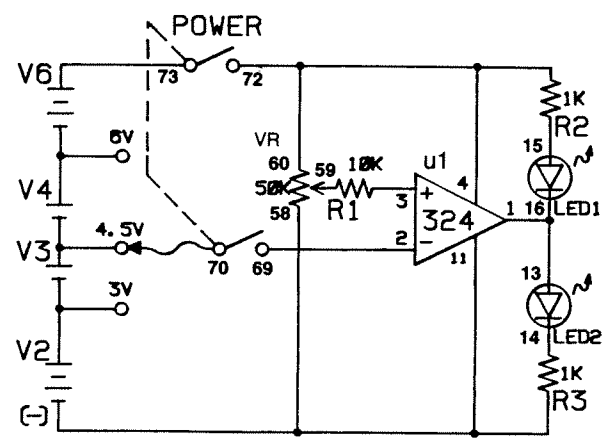 POWER
V6
73
72
1K
R2
6V
VR
60
59
10K
u1
15
50K
58
R1
3
+
4
324
V4
1
16
LED1
4.5V
2
−
11
V3
70
69
13
3V
14
LED2
V2
1K
R3
(-)